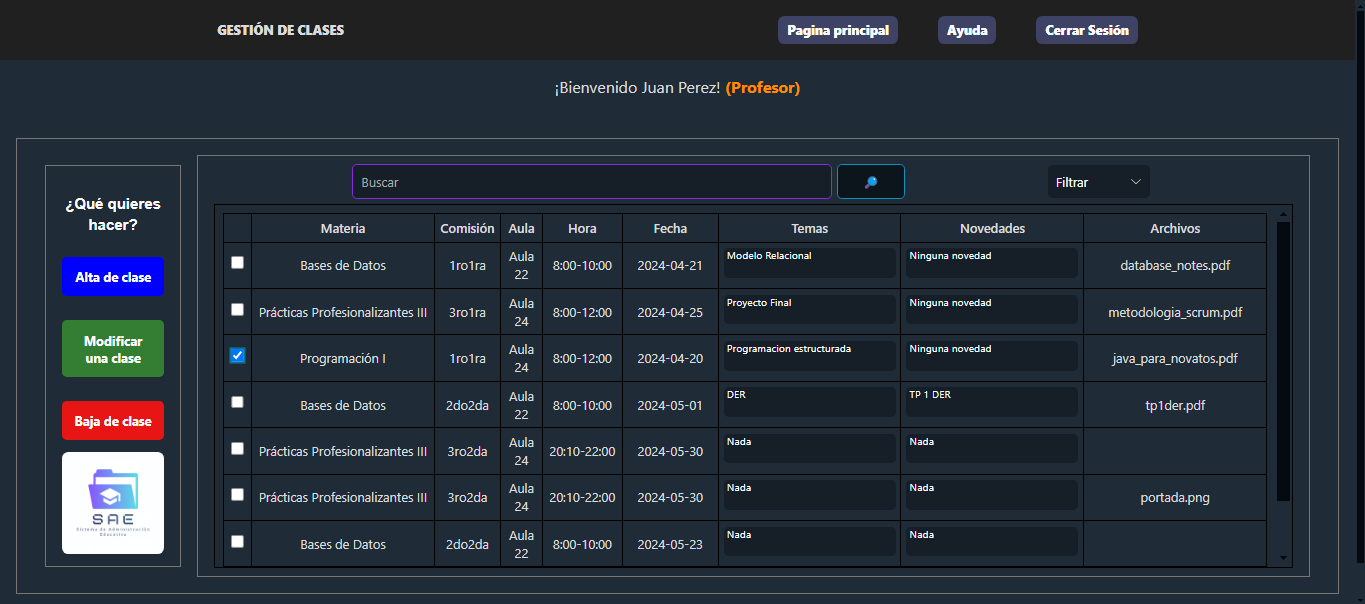 GESTIÓN DE CLASES
Pagina principal
Ayuda
Cerrar Sesión
¡Bienvenido Juan Perez! (Profesor)
¿Qué quieres
hacer?
Alta de clase
Modificar
una clase
Baja de clase
SAE
Sistema de Administración
Educativa
Buscar
Filtrar
Materia Comisión Aula Hora Fecha Temas Novedades Archivos
Bases de Datos 1ro1ra Aula 22 8:00-10:00 2024-04-21 Modelo Relacional Ninguna novedad database_notes.pdf
Prácticas Profesionalizantes III 3ro1ra Aula 24 8:00-12:00 2024-04-25 Proyecto Final Ninguna novedad metodologia_scrum.pdf
Programación I 1ro1ra Aula 24 8:00-12:00 2024-04-20 Programacion estructurada Ninguna novedad java_para_novatos.pdf
Bases de Datos 2do2da Aula 22 8:00-10:00 2024-05-01 DER TP 1 DER tp1der.pdf
Prácticas Profesionalizantes III 3ro2da Aula 24 20:10-22:00 2024-05-30 Nada Nada
Prácticas Profesionalizantes III 3ro2da Aula 24 20:10-22:00 2024-05-30 Nada Nada portada.png
Bases de Datos 2do2da Aula 22 8:00-10:00 2024-05-23 Nada Nada